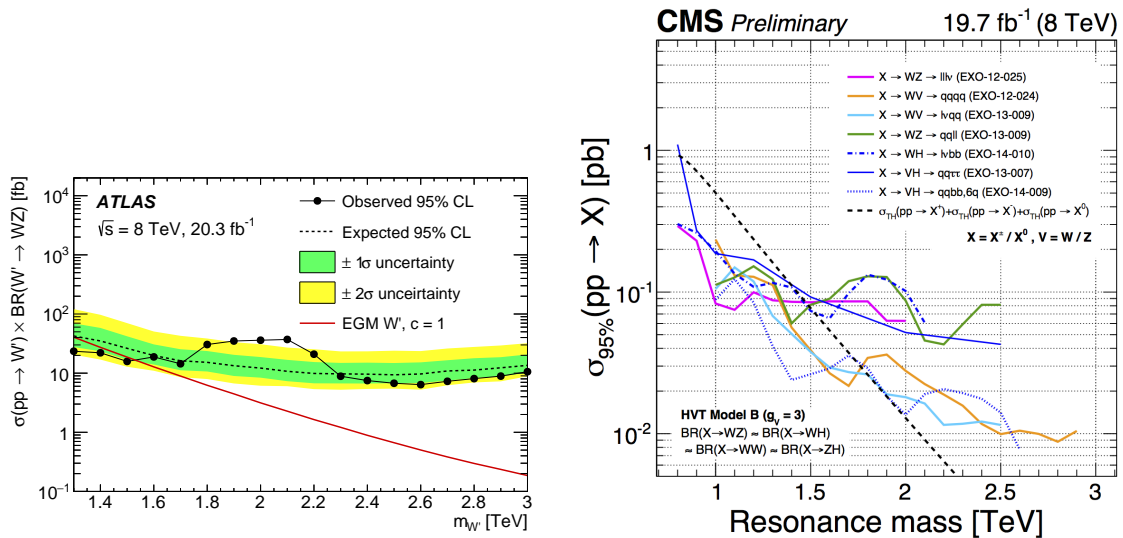 ATLAS
√s = 8 TeV, 20.3 fb⁻¹
Observed 95% CL
Expected 95% CL
± 1σ uncertainty
± 2σ unceirtainty
EGM W', c = 1
σ(pp → W') × BR(W' → WZ) [fb]
10⁴
10³
10²
10
1
10⁻¹
1.4 1.6 1.8 2 2.2 2.4 2.6 2.8 3
m_W' [TeV]
CMS Preliminary 19.7 fb⁻¹ (8 TeV)
X → WZ → lllν (EXO-12-025)
X → WV → qqqq (EXO-12-024)
X → WV → lνqq (EXO-13-009)
X → WZ → qqll (EXO-13-009)
X → WH → lνbb (EXO-14-010)
X → VH → qqττ (EXO-13-007)
X → VH → qqbb,6q (EXO-14-009)
σ_TH(pp → X⁺)+σ_TH(pp → X⁻)+σ_TH(pp → X⁰)
X = X^± / X⁰ , V = W / Z
σ_95%(pp → X) [pb]
1
10⁻¹
10⁻²
HVT Model B (g_V = 3)
BR(X→WZ) ≈ BR(X→WH)
≈ BR(X→WW) ≈ BR(X→ZH)
1 1.5 2 2.5 3
Resonance mass [TeV]